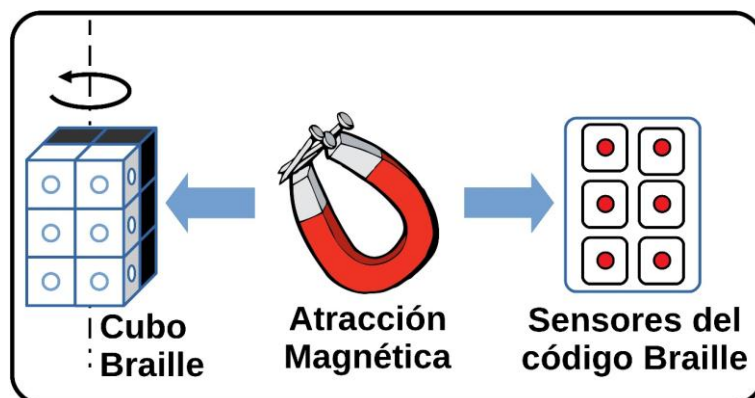 Cubo
Braille
Atracción
Magnética
Sensores del
código Braille